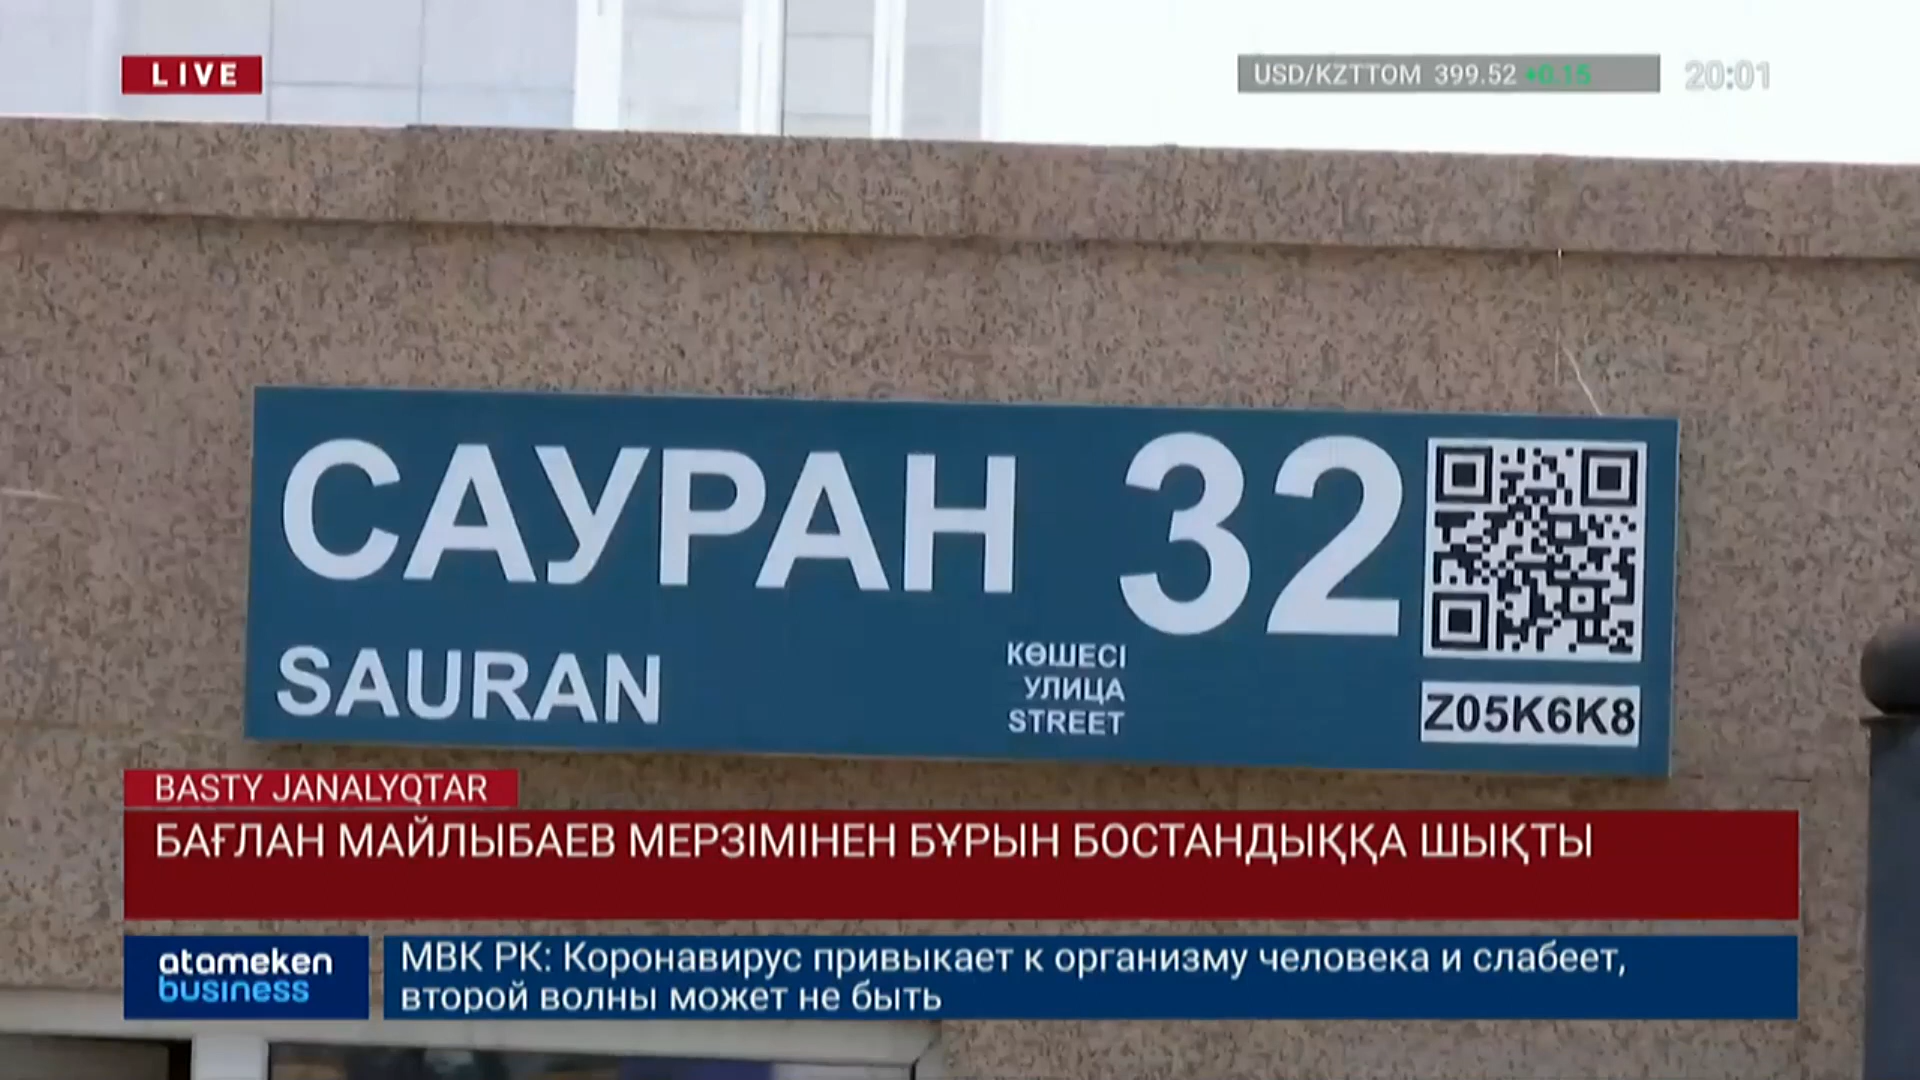 LIVE
USD/KZTTOM 399.52 +0.15
20:01
САУРАН 32
SAURAN
КӨШЕСІ
УЛИЦА
STREET
Z05K6K8
BASTY JANALYQTAR
БАҒЛАН МАЙЛЫБАЕВ МЕРЗІМІНЕН БҰРЫН БОСТАНДЫҚҚА ШЫҚТЫ
atameken
business
МВК РК: Коронавирус привыкает к организму человека и слабеет,
второй волны может не быть